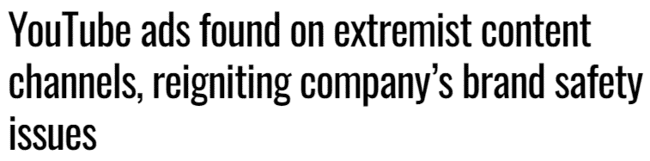 YouTube ads found on extremist content
channels, reigniting company’s brand safety
issues